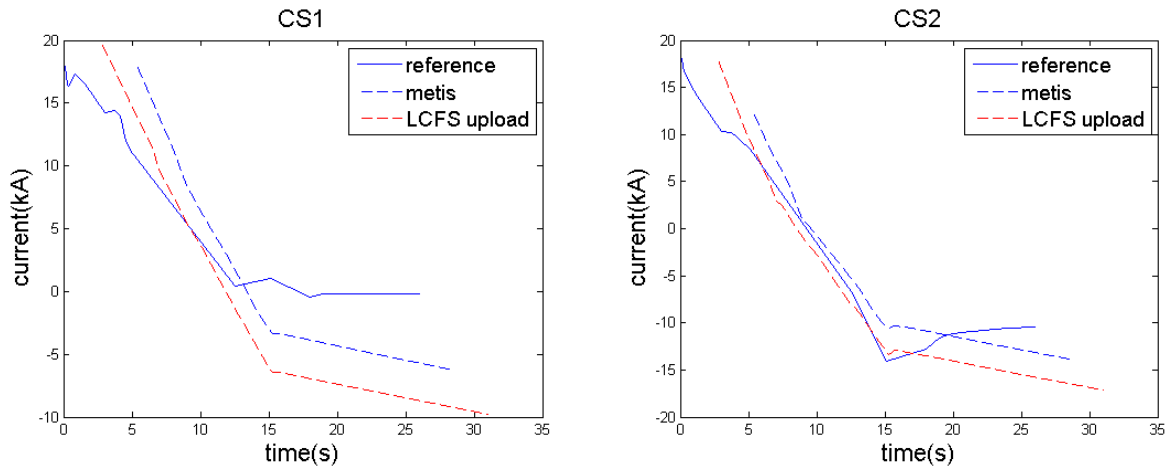 CS1
20
15
10
5
0
-5
-10
0 5 10 15 20 25 30 35
current(kA)
time(s)
reference
metis
LCFS upload
CS2
20
15
10
5
0
-5
-10
-15
-20
0 5 10 15 20 25 30 35
current(kA)
time(s)
reference
metis
LCFS upload